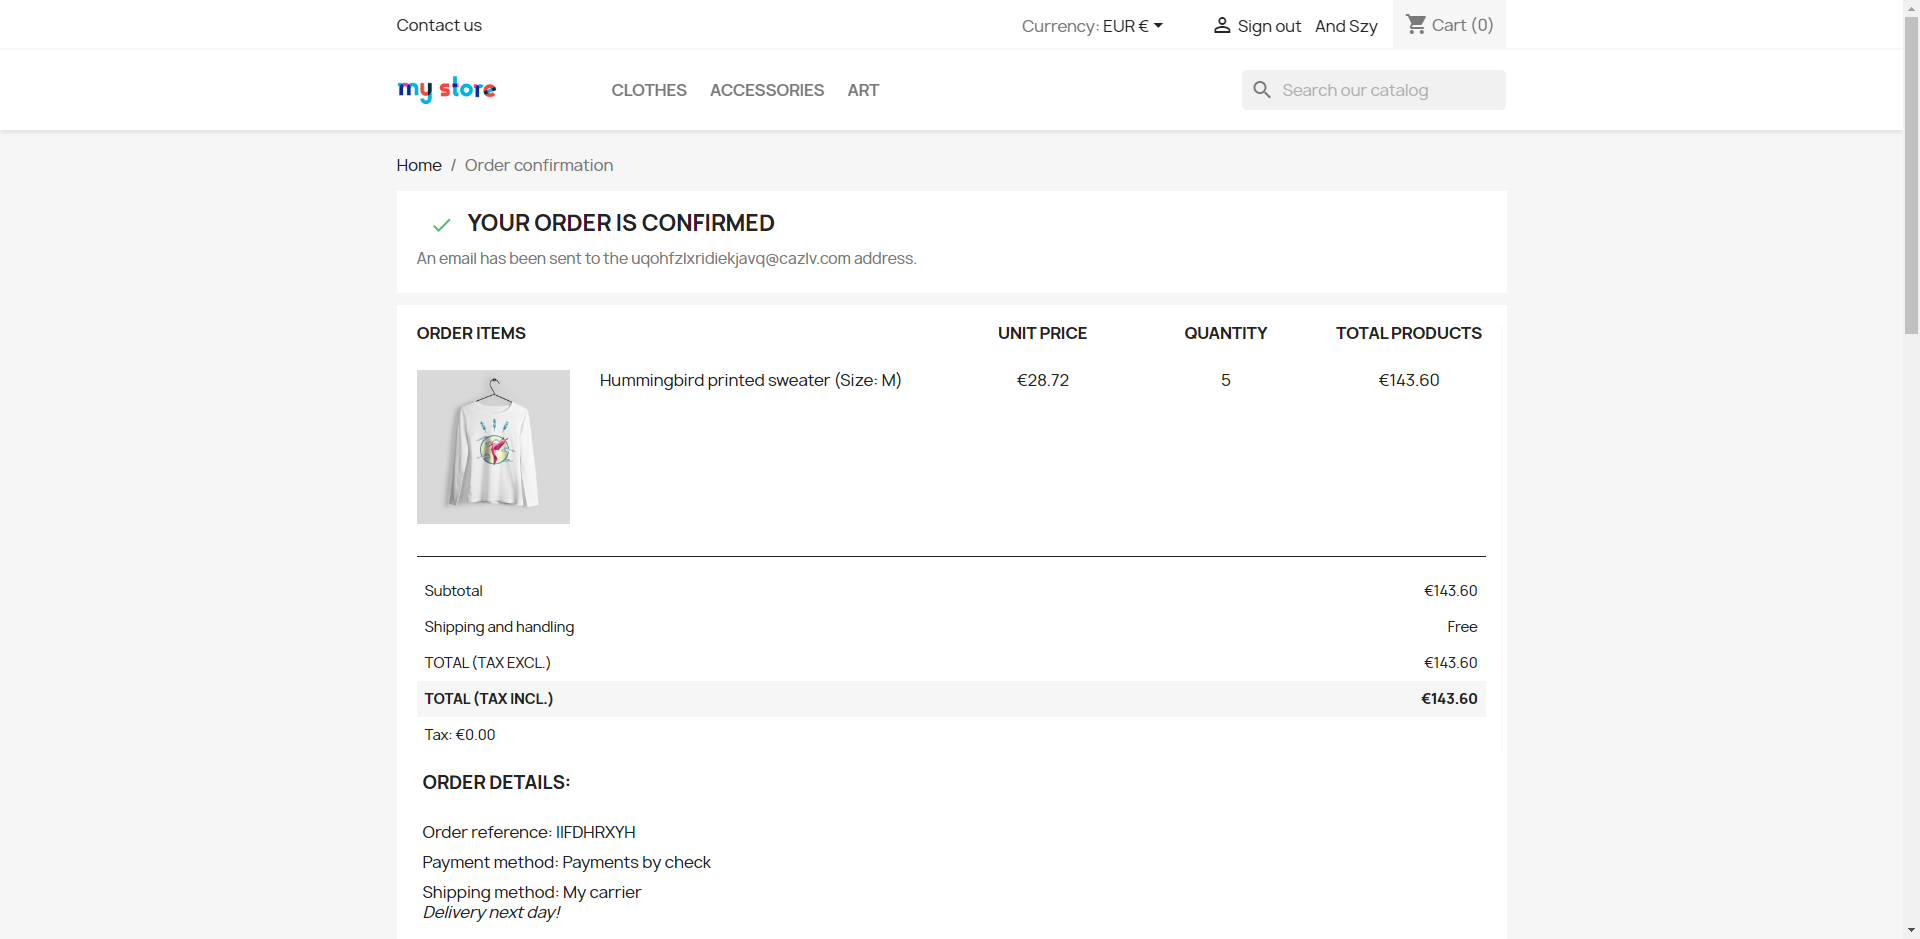 Contact us
Currency: EUR €
Sign out
And Szy
Cart (0)
my store
CLOTHES
ACCESSORIES
ART
Search our catalog
Home / Order confirmation
YOUR ORDER IS CONFIRMED
An email has been sent to the uqohfzlxridiekjavq@cazlv.com address.
ORDER ITEMS UNIT PRICE QUANTITY TOTAL PRODUCTS
Hummingbird printed sweater (Size: M) €28.72 5 €143.60
Subtotal €143.60
Shipping and handling Free
TOTAL (TAX EXCL.) €143.60
TOTAL (TAX INCL.) €143.60
Tax: €0.00
ORDER DETAILS:
Order reference: IIFDHRXYH
Payment method: Payments by check
Shipping method: My carrier
Delivery next day!